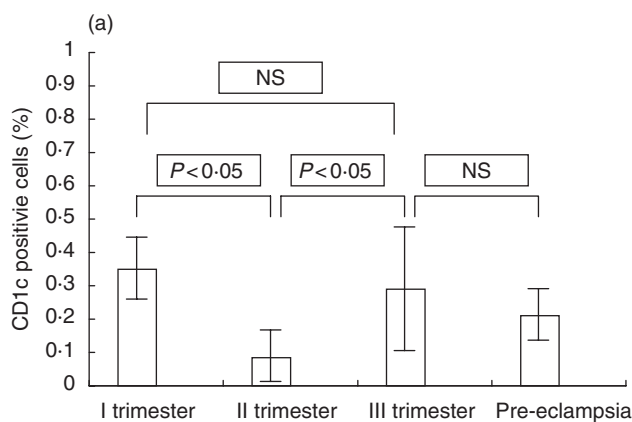 (a)
1
0·9
0·8
0·7
0·6
0·5
0·4
0·3
0·2
0·1
0
CD1c positivie cells (%)
NS
P<0·05
P<0·05
NS
I trimester
II trimester
III trimester
Pre-eclampsia